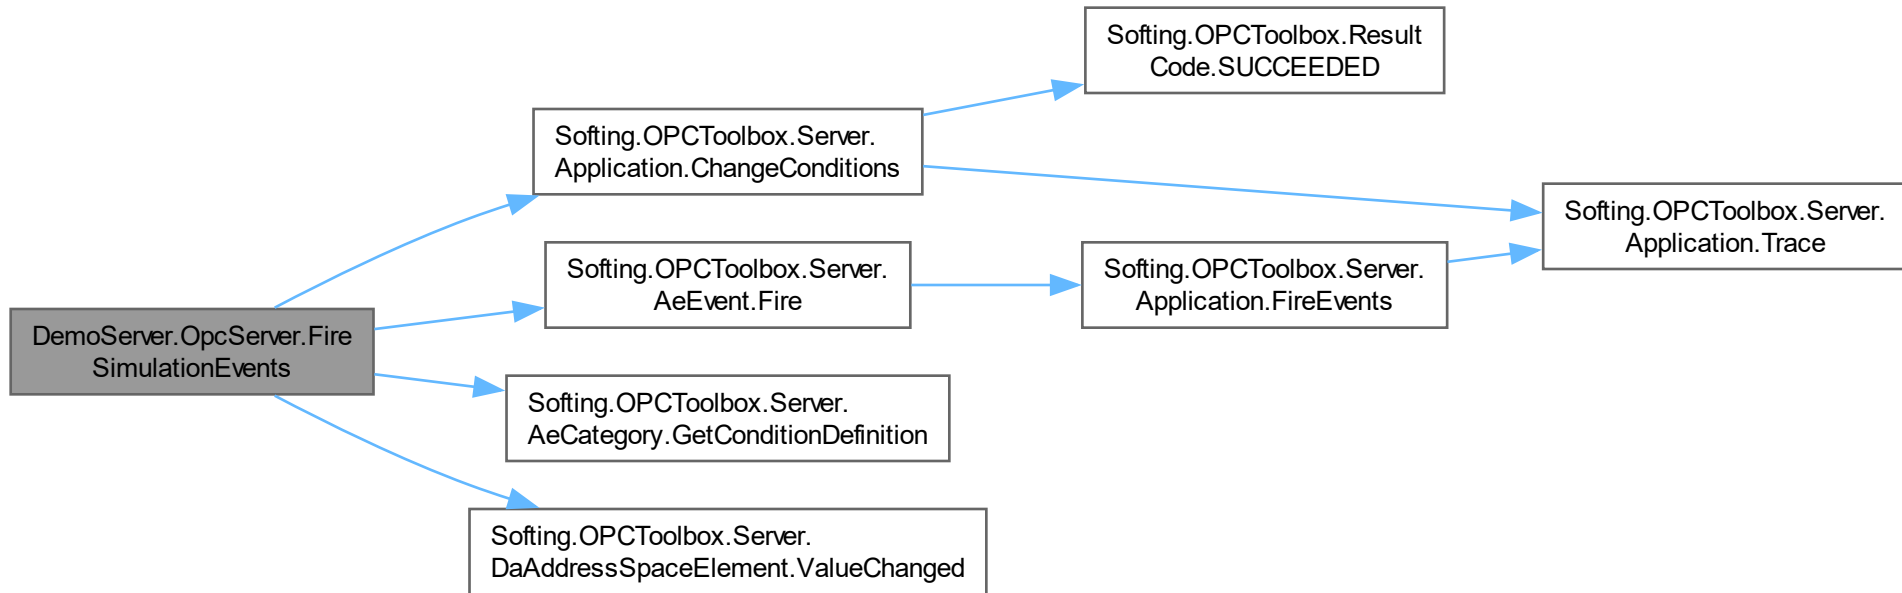 DemoServer.OpcServer.Fire
SimulationEvents
Softing.OPCToolbox.Server.
Application.ChangeConditions
Softing.OPCToolbox.Result
Code.SUCCEEDED
Softing.OPCToolbox.Server.
Application.Trace
Softing.OPCToolbox.Server.
AeEvent.Fire
Softing.OPCToolbox.Server.
Application.FireEvents
Softing.OPCToolbox.Server.
AeCategory.GetConditionDefinition
Softing.OPCToolbox.Server.
DaAddressSpaceElement.ValueChanged